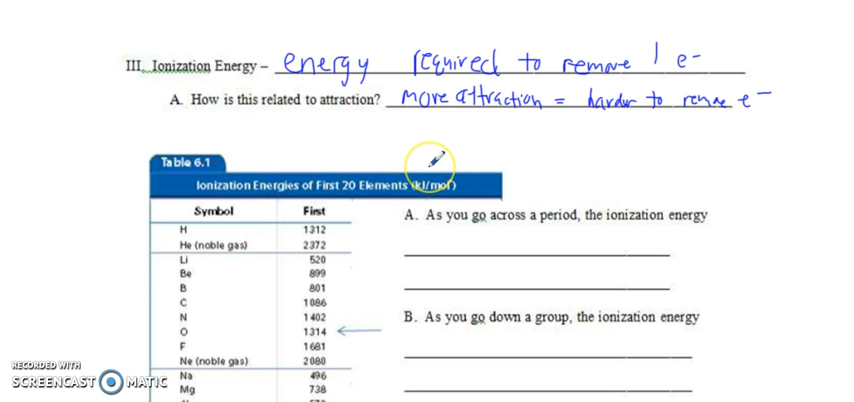 III. Ionization Energy – energy required to remove 1 e-
A. How is this related to attraction? more attraction = harder to remove e-
Table 6.1
Ionization Energies of First 20 Elements (kJ/mol)
Symbol First
H 1312
He (noble gas) 2372
Li 520
Be 899
B 801
C 1086
N 1402
O 1314
F 1681
Ne (noble gas) 2080
Na 496
Mg 738
A. As you go across a period, the ionization energy
B. As you go down a group, the ionization energy
RECORDED WITH
SCREENCAST MATIC